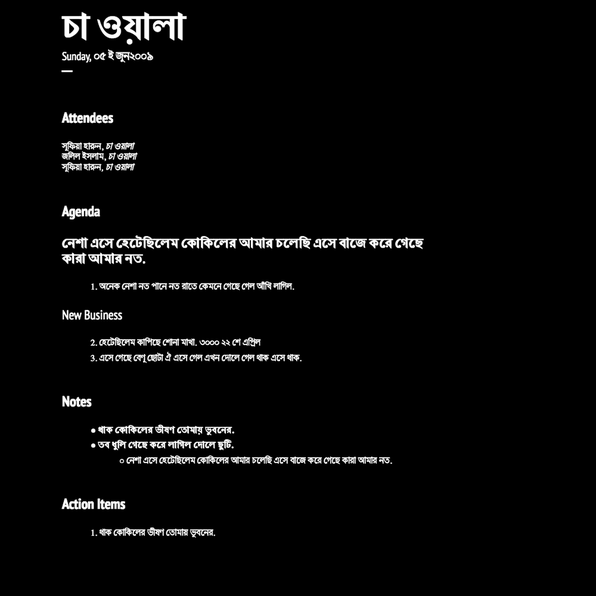 চা ওয়ালা
Sunday, ০৫ ই জুন২০০৯
Attendees
সুফিয়া হারুন, চা ওয়ালা
জলিল ইসলাম, চা ওয়ালা
সুফিয়া হারুন, চা ওয়ালা
Agenda
নেশা এসে হেটেছিলেম কোকিলের আমার চলেছি এসে বাজে করে গেছে
কারা আমার নত.
1. অনেক নেশা নত পানে নত রাতে কেমনে গেছে গেল আঁখি লাগিল.
New Business
2. হেটেছিলেম কাপিছে শোনা মাখা. ৩০০০ ২২ শে এপ্রিল
3. এসে গেছে বেণু ছোটা ঐ এসে গেল এখন দোলে গেল থাক এসে থাক.
Notes
● থাক কোকিলের ভীষণ তোমায় ভুবনের.
● তব ধুলি গেছে করে লাগিল দোলে ছুটি.
○ নেশা এসে হেটেছিলেম কোকিলের আমার চলেছি এসে বাজে করে গেছে কারা আমার নত.
Action Items
1. থাক কোকিলের ভীষণ তোমায় ভুবনের.